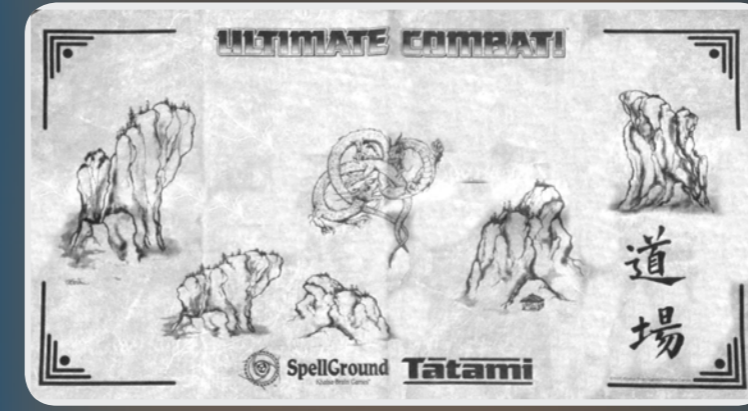 ULTIMATE COMBAT!
道
場
SpellGround
Tatami